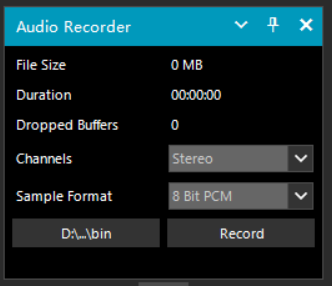 Audio Recorder
File Size 0 MB
Duration 00:00:00
Dropped Buffers 0
Channels Stereo
Sample Format 8 Bit PCM
D:\...\bin Record